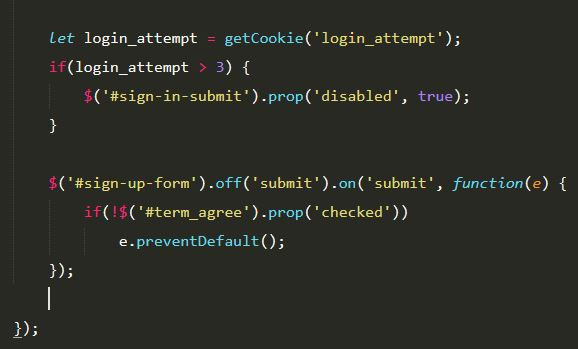 let login_attempt = getCookie('login_attempt');
if(login_attempt > 3) {
$('#sign-in-submit').prop('disabled', true);
}
$('#sign-up-form').off('submit').on('submit', function(e) {
if(!$('#term_agree').prop('checked'))
e.preventDefault();
});
});